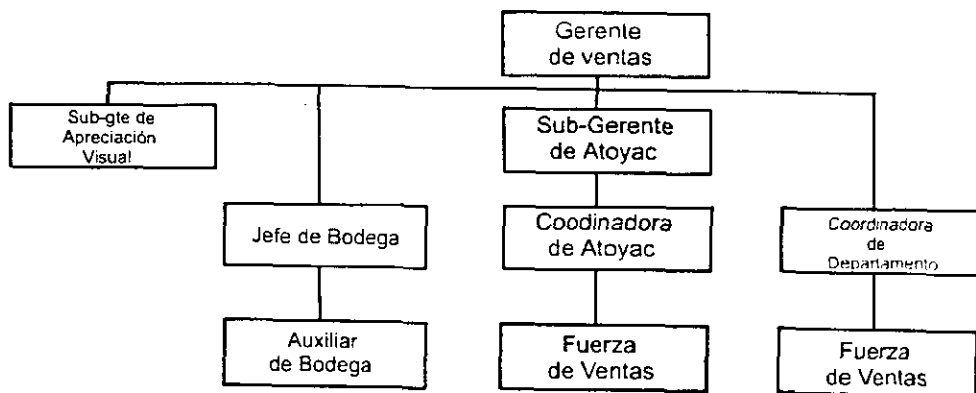 Gerente
de ventas
Sub-gte de
Apreciación
Visual
Sub-Gerente
de Atoyac
Jefe de Bodega
Coodinadora
de Atoyac
Coordinadora
de
Departamento
Auxiliar
de Bodega
Fuerza
de Ventas
Fuerza
de Ventas